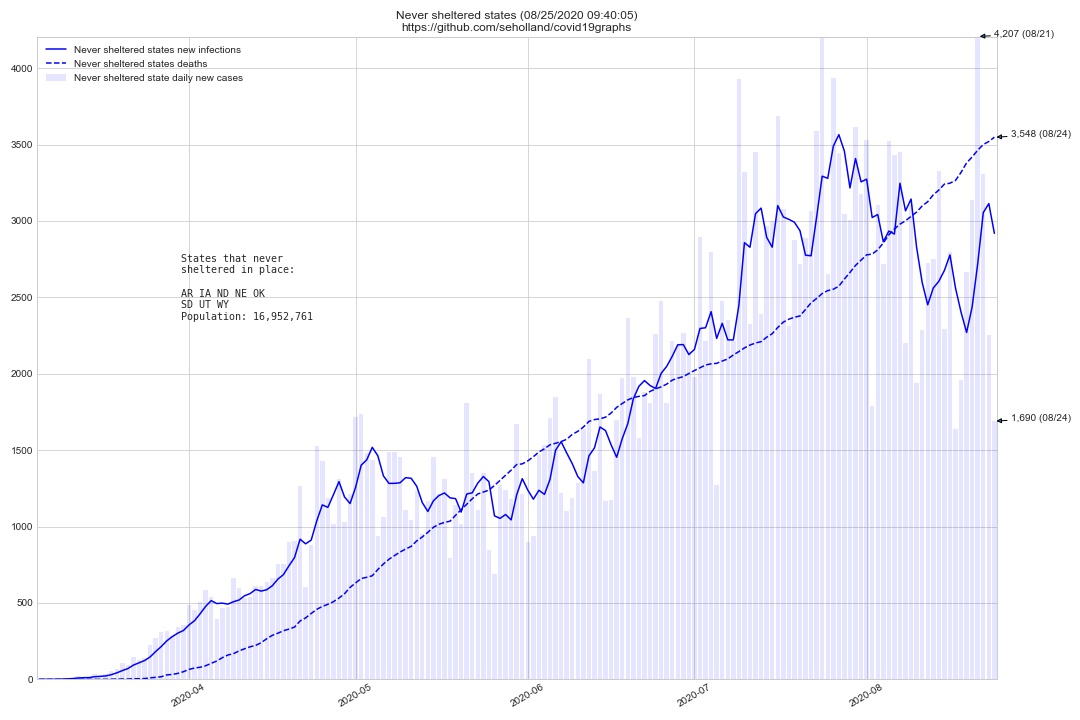 Never sheltered states (08/25/2020 09:40:05)
https://github.com/seholland/covid19graphs
4,207 (08/21)
Never sheltered states new infections
Never sheltered states deaths
Never sheltered state daily new cases
4000
3,548 (08/24)
3500
3000
States that never
sheltered in place:
AR IA ND NE OK
SD UT WY
Population: 16,952,761
2500
2000
1500
1,690 (08/24)
1000
500
0
2020-04
2020-05
2020-06
2020-07
2020-08